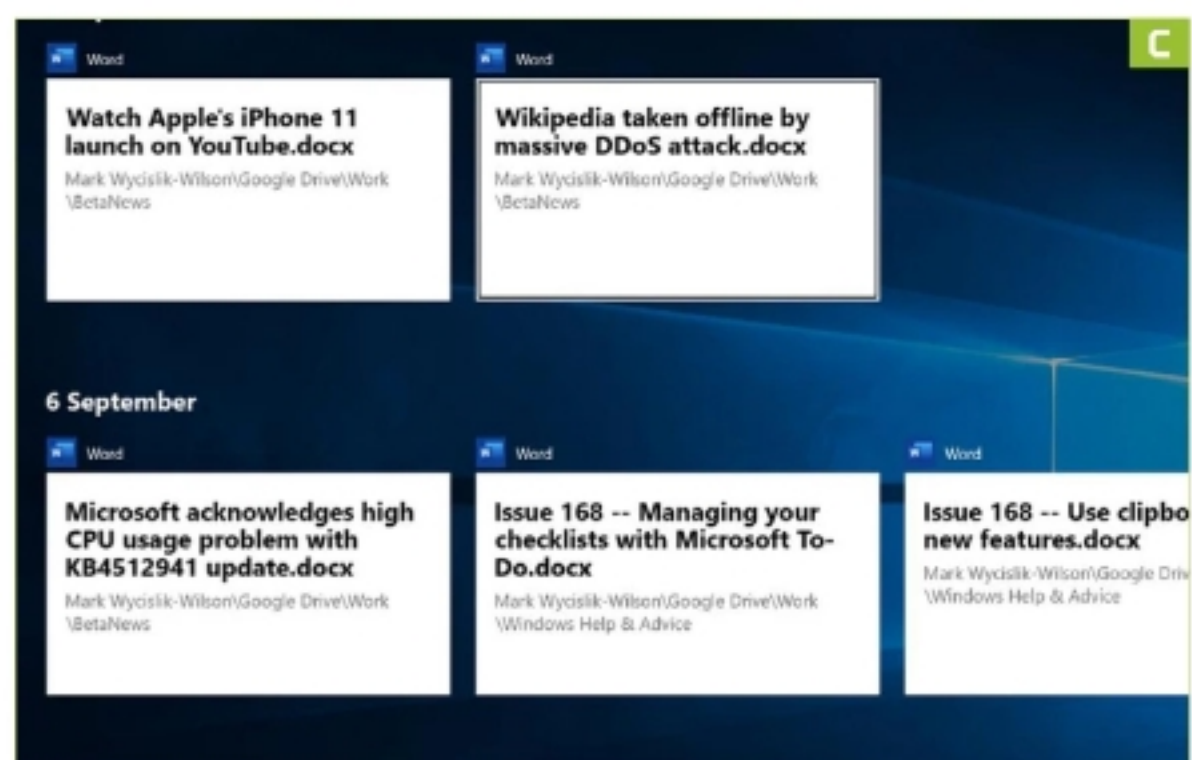 C
Word
Watch Apple's iPhone 11
launch on YouTube.docx
Mark Wycislik-Wilson\Google Drive\Work
\BetaNews
Word
Wikipedia taken offline by
massive DDoS attack.docx
Mark Wycislik-Wilson\Google Drive\Work
\BetaNews
6 September
Word
Microsoft acknowledges high
CPU usage problem with
KB4512941 update.docx
Mark Wycislik-Wilson\Google Drive\Work
\BetaNews
Word
Issue 168 -- Managing your
checklists with Microsoft To-
Do.docx
Mark Wycislik-Wilson\Google Drive\Work
\Windows Help & Advice
Word
Issue 168 -- Use clipbo
new features.docx
Mark Wycislik-Wilson\Google Driv
\Windows Help & Advice